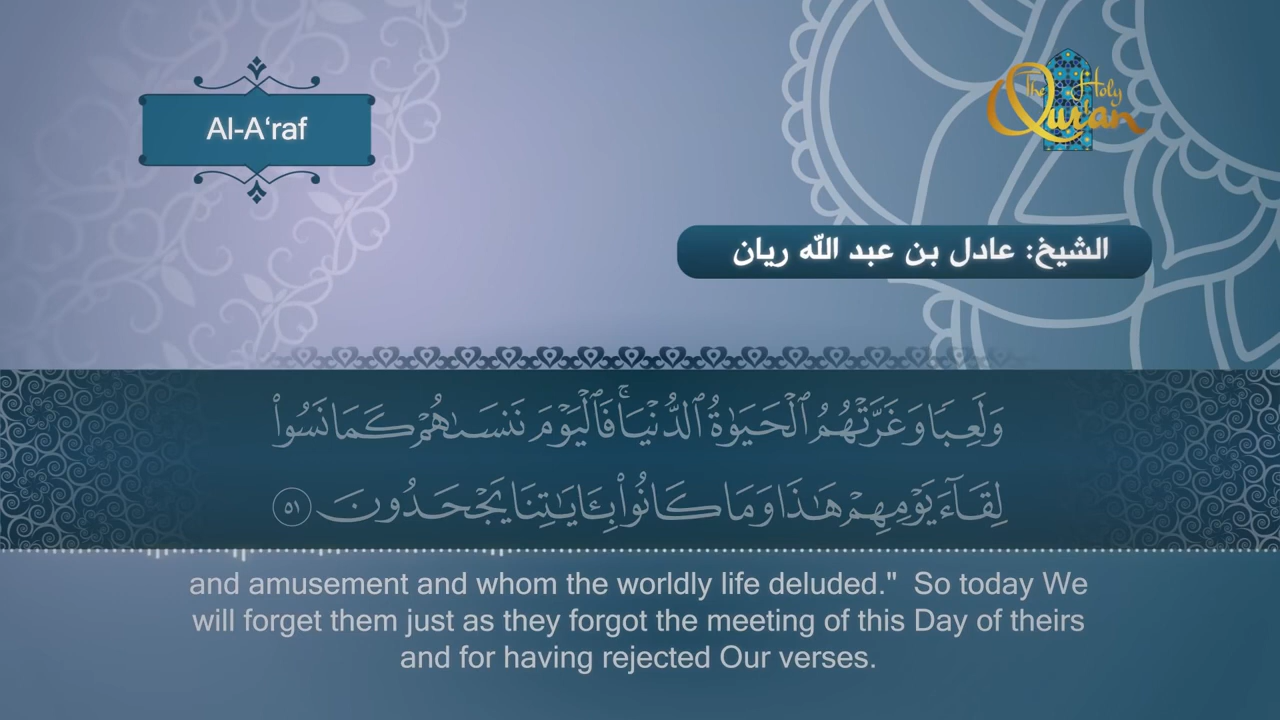 Al-A‘raf
The Holy
Quran
الشيخ: عادل بن عبد الله ريان
وَلَعِبًا وَغَرَّتْهُمُ ٱلْحَيَوٰةُ ٱلدُّنْيَا ۚ فَٱلْيَوْمَ نَنسَىٰهُمْ كَمَا نَسُوا۟
لِقَآءَ يَوْمِهِمْ هَـٰذَا وَمَا كَانُوا۟ بِـَٔايَـٰتِنَا يَجْحَدُونَ ٥١
and amusement and whom the worldly life deluded."  So today We
will forget them just as they forgot the meeting of this Day of theirs
and for having rejected Our verses.